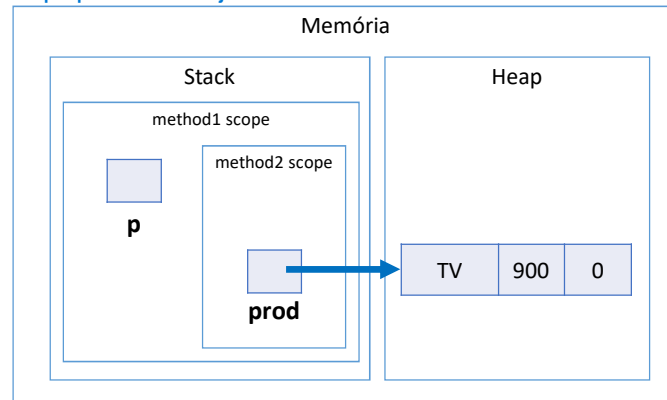 Memória
Stack
Heap
method1 scope
method2 scope
p
prod
TV 900 0